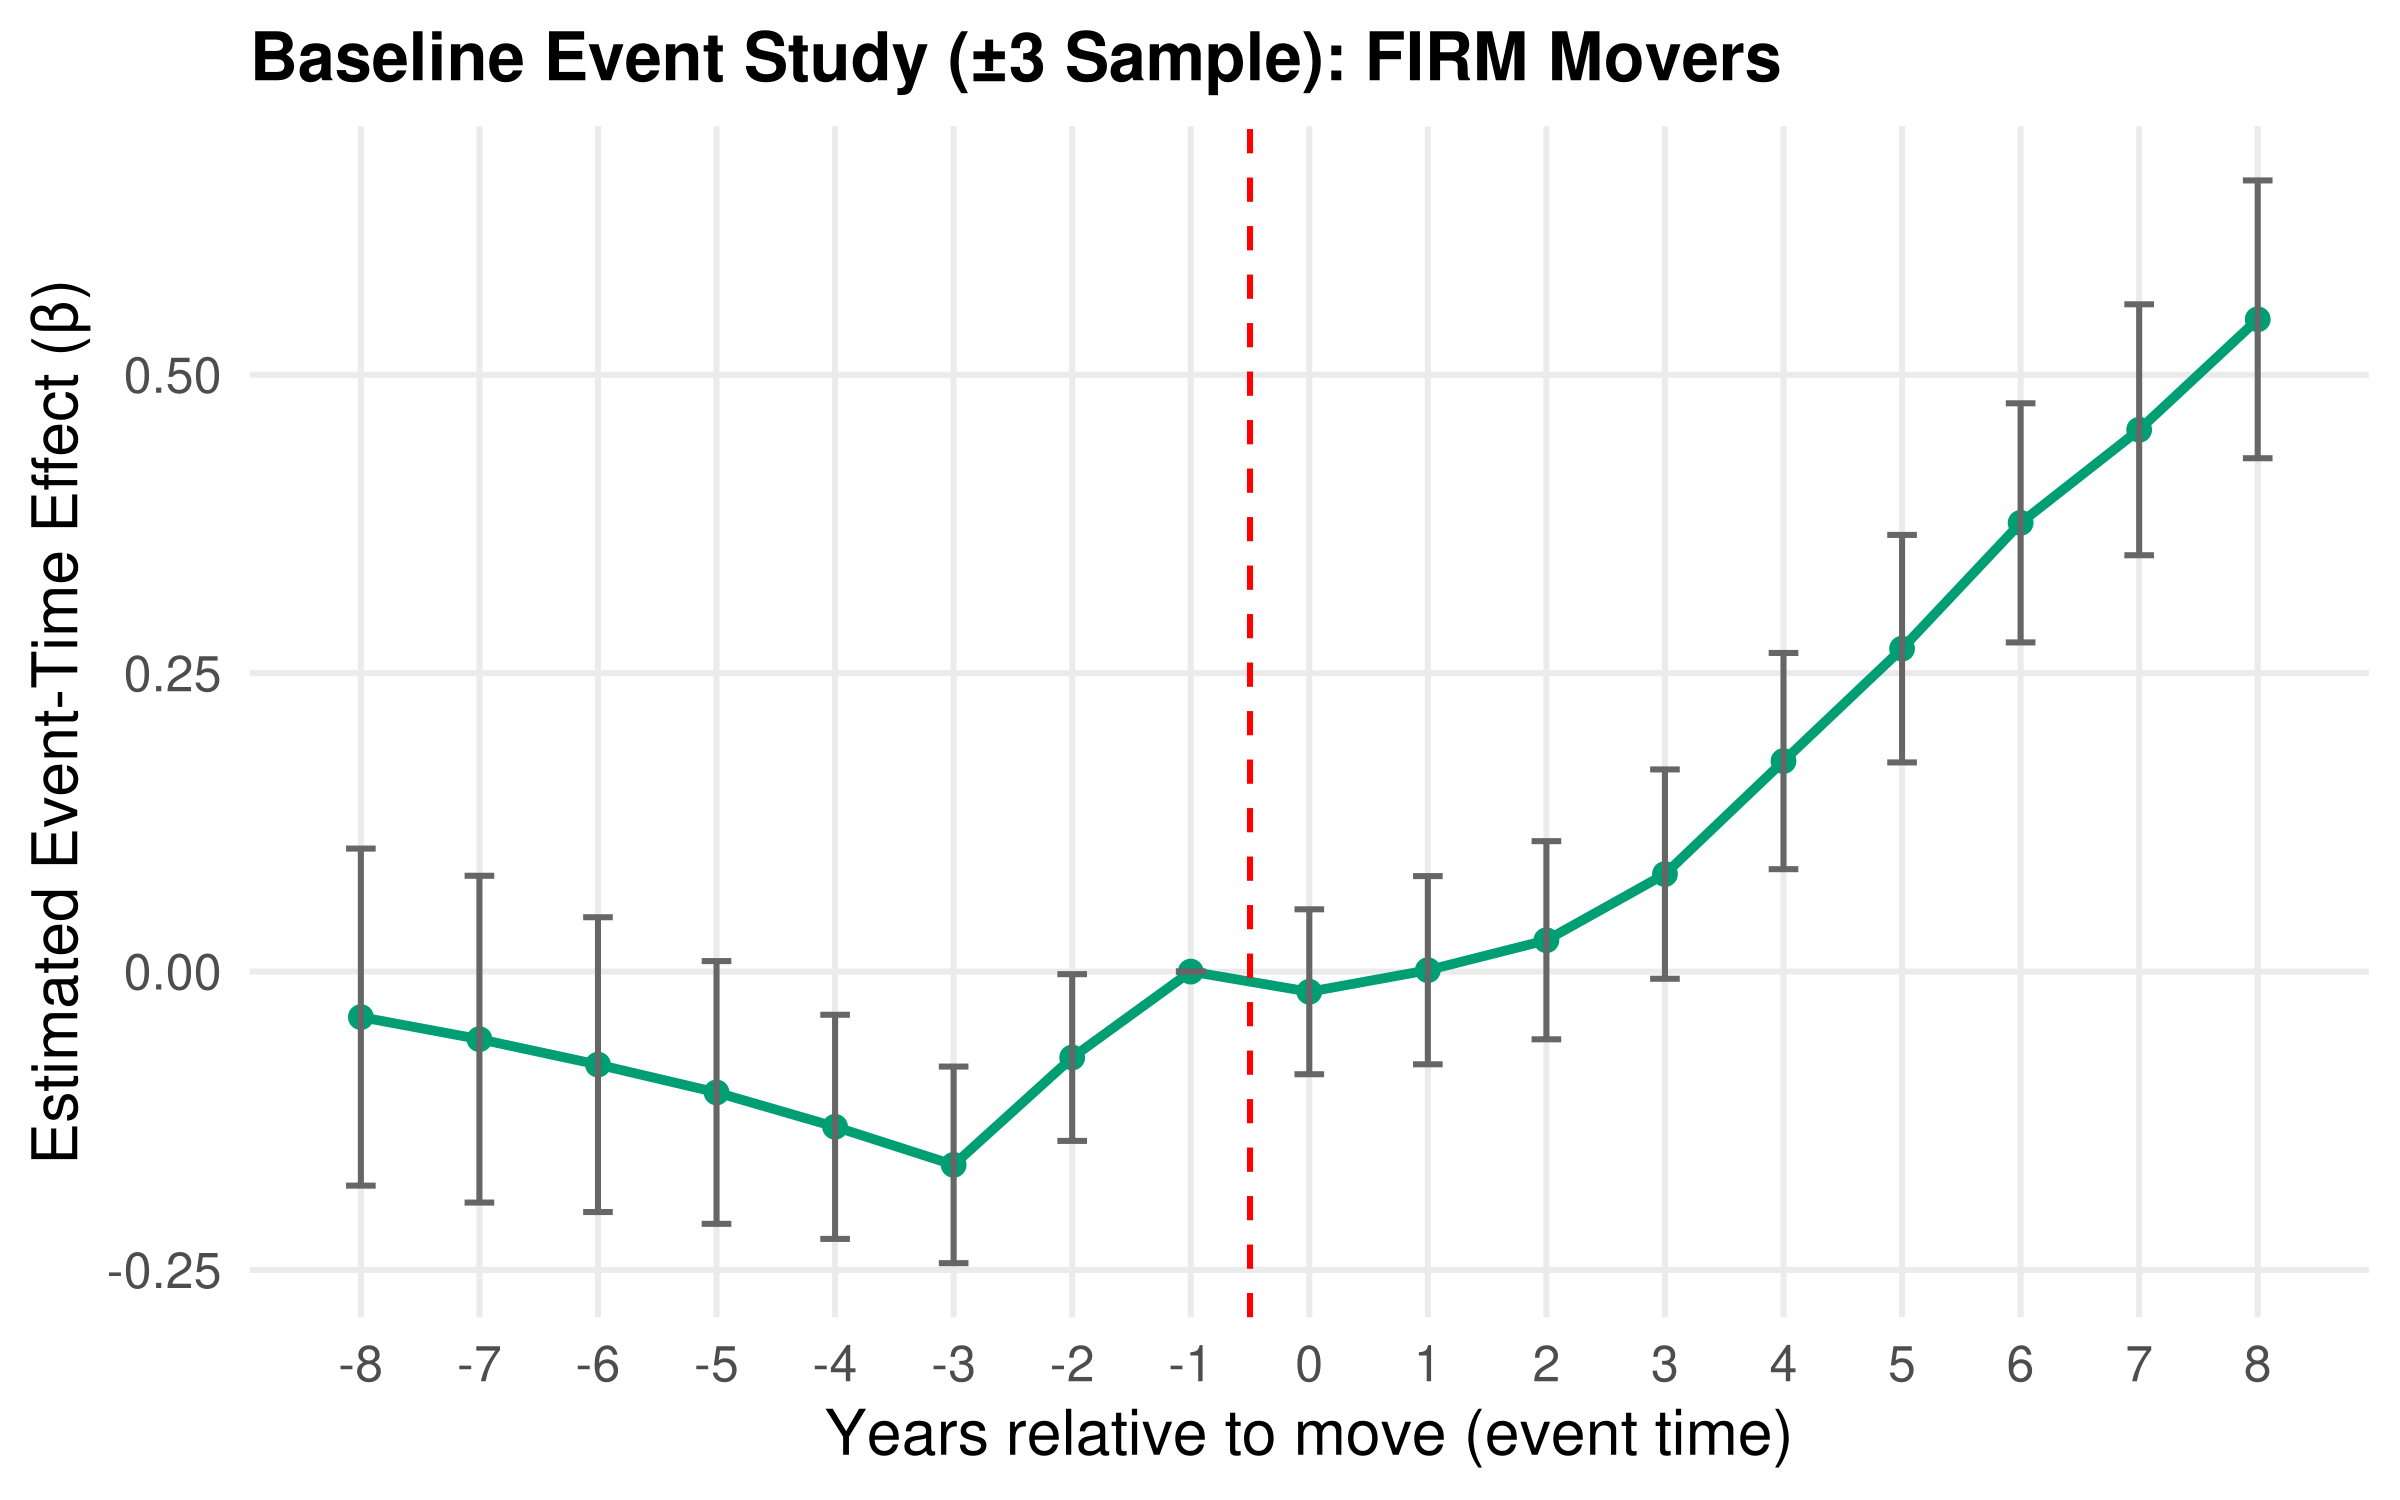 Baseline Event Study (±3 Sample): FIRM Movers
Estimated Event-Time Effect (β)
0.50
0.25
0.00
-0.25
-8 -7 -6 -5 -4 -3 -2 -1 0 1 2 3 4 5 6 7 8
Years relative to move (event time)